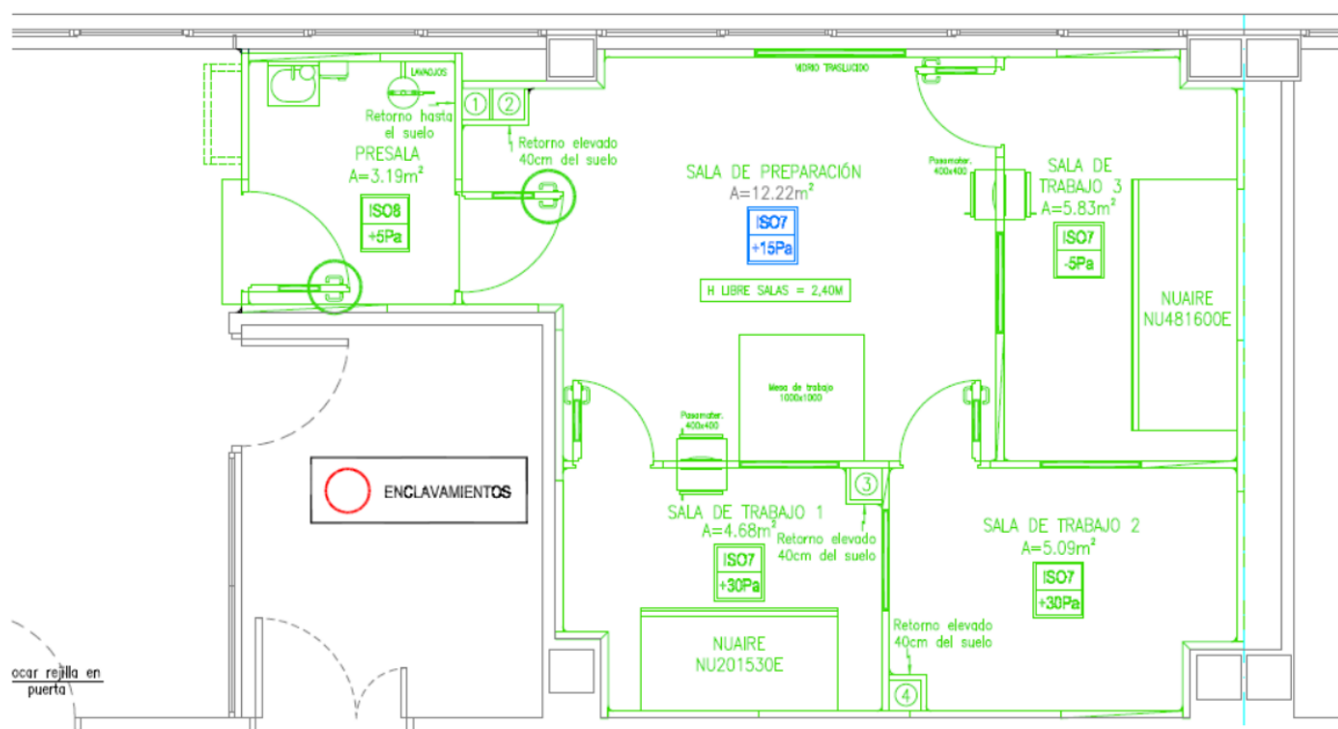 VIDRIO TRASLUCIDO
LAVAOJOS
Retorno hasta
el suelo
1
2
Retorno elevado
40cm del suelo
PRESALA
A=3.19m²
ISO8
+5Pa
SALA DE PREPARACIÓN
A=12.22m²
ISO7
+15Pa
H LIBRE SALAS = 2,40M
Pasamater.
400x400
SALA DE
TRABAJO 3
A=5.83m²
ISO7
-5Pa
NUAIRE
NU481600E
Mesa de trabajo
1000x1000
Pasamater.
400x400
ENCLAVAMIENTOS
3
SALA DE TRABAJO 1
A=4.68m²
Retorno elevado
40cm del suelo
ISO7
+30Pa
SALA DE TRABAJO 2
A=5.09m²
ISO7
+30Pa
Retorno elevado
40cm del suelo
NUAIRE
NU201530E
4
ocar rejilla en
puerta